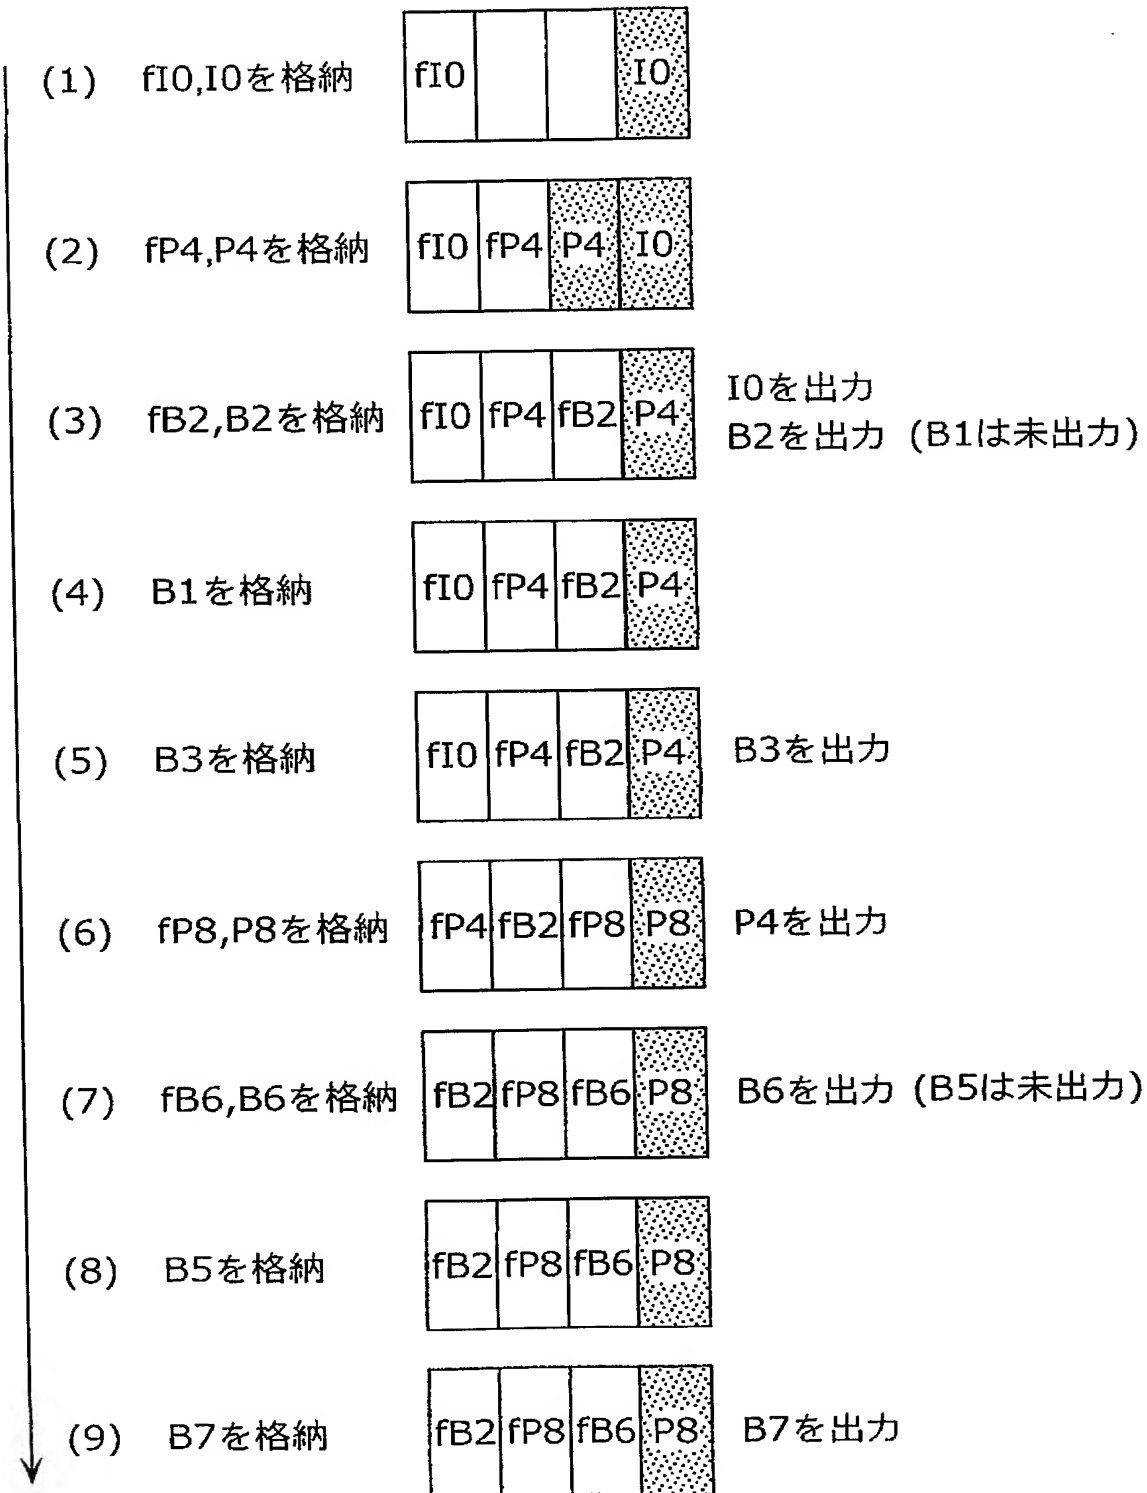 (1) fI0,I0を格納 fI0 I0
(2) fP4,P4を格納 fI0 fP4 P4 I0
(3) fB2,B2を格納 fI0 fP4 fB2 P4 I0を出力
B2を出力 (B1は未出力)
(4) B1を格納 fI0 fP4 fB2 P4
(5) B3を格納 fI0 fP4 fB2 P4 B3を出力
(6) fP8,P8を格納 fP4 fB2 fP8 P8 P4を出力
(7) fB6,B6を格納 fB2 fP8 fB6 P8 B6を出力 (B5は未出力)
(8) B5を格納 fB2 fP8 fB6 P8
(9) B7を格納 fB2 fP8 fB6 P8 B7を出力